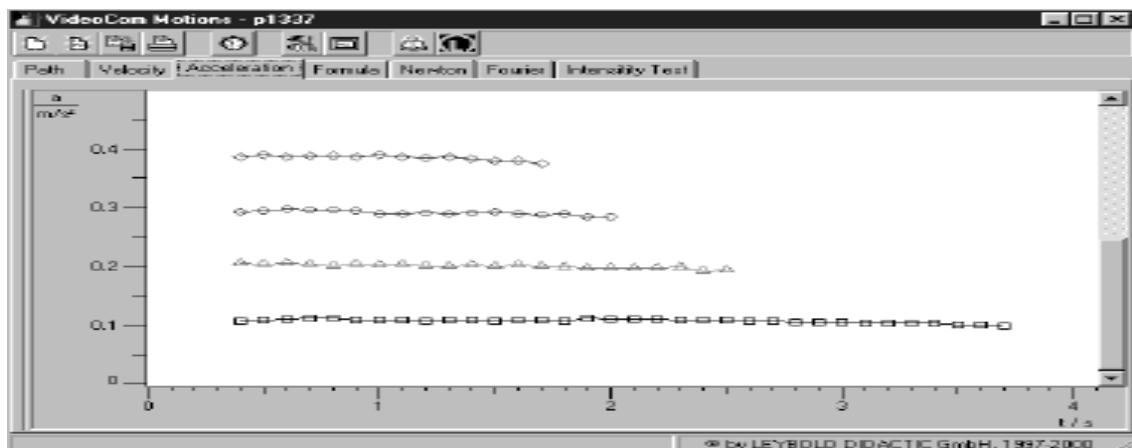 VideoCom Motions - p1337
Path Velocity Acceleration Formula Newton Fourier Intensitity Test
a
m/s²
0.4
0.3
0.2
0.1
0
0 1 2 3 4
t / s
© by LEYBOLD DIDACTIC GmbH, 1997-2000